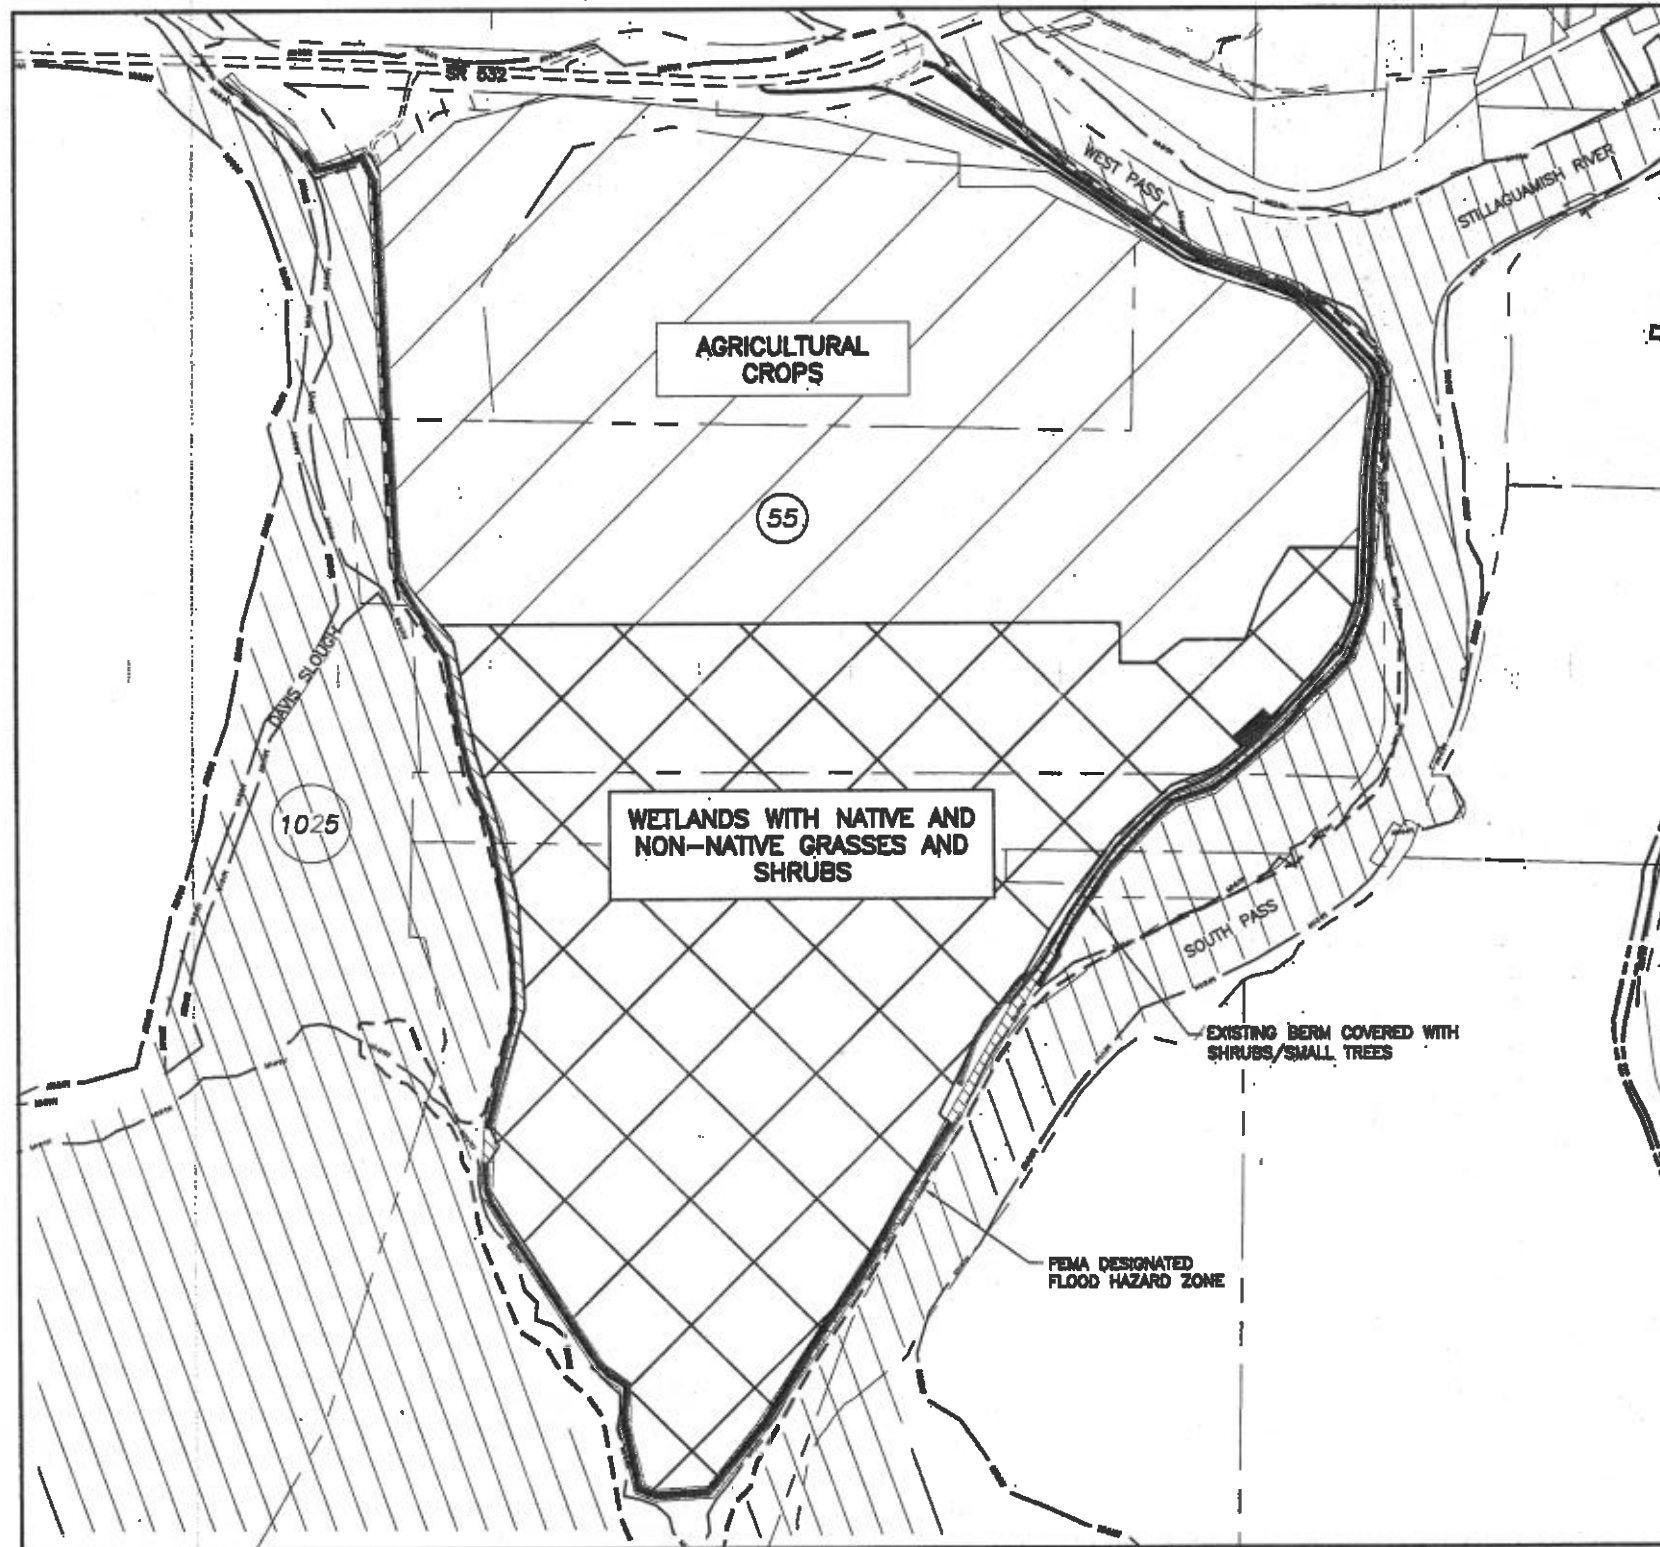 SR 532
WEST PASS
STILLAGUAMISH RIVER
AGRICULTURAL
CROPS
55
DAVIS SLOUGH
1025
WETLANDS WITH NATIVE AND
NON-NATIVE GRASSES AND
SHRUBS
SOUTH PASS
EXISTING BERM COVERED WITH
SHRUBS/SMALL TREES
FEMA DESIGNATED
FLOOD HAZARD ZONE